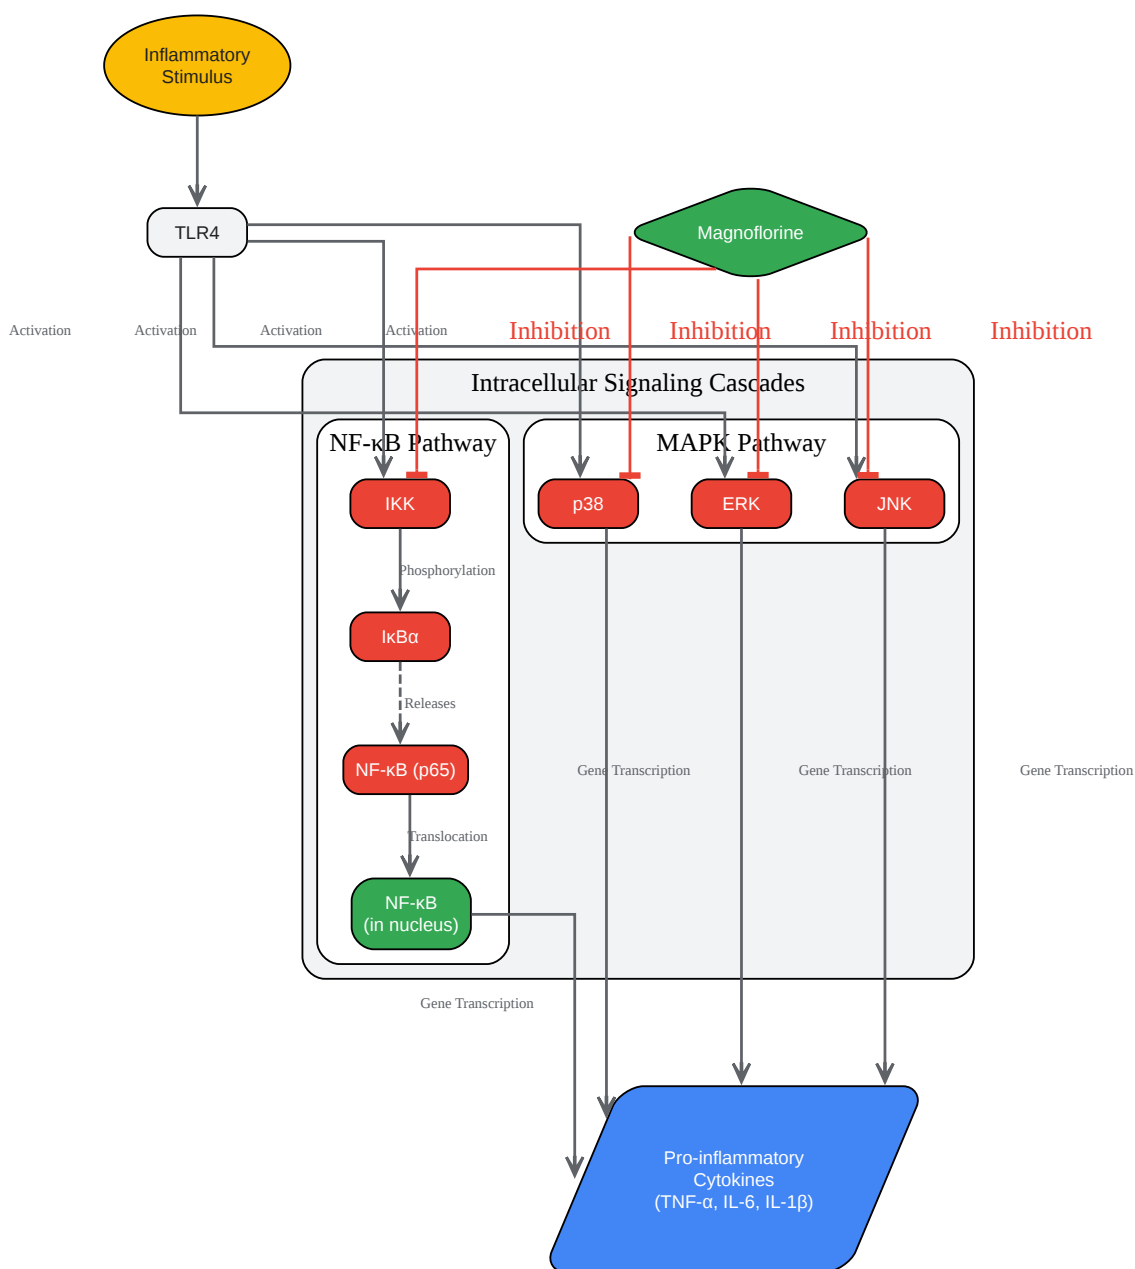 Inflammatory
Stimulus
TLR4
Magnoflorine
Activation
Activation
Activation
Activation
Inhibition
Inhibition
Inhibition
Inhibition
Intracellular Signaling Cascades
NF-κB Pathway
MAPK Pathway
IKK
p38
ERK
JNK
Phosphorylation
IκBα
Releases
NF-κB (p65)
Gene Transcription
Gene Transcription
Gene Transcription
Translocation
NF-κB
(in nucleus)
Gene Transcription
Pro-inflammatory
Cytokines
(TNF-α, IL-6, IL-1β)